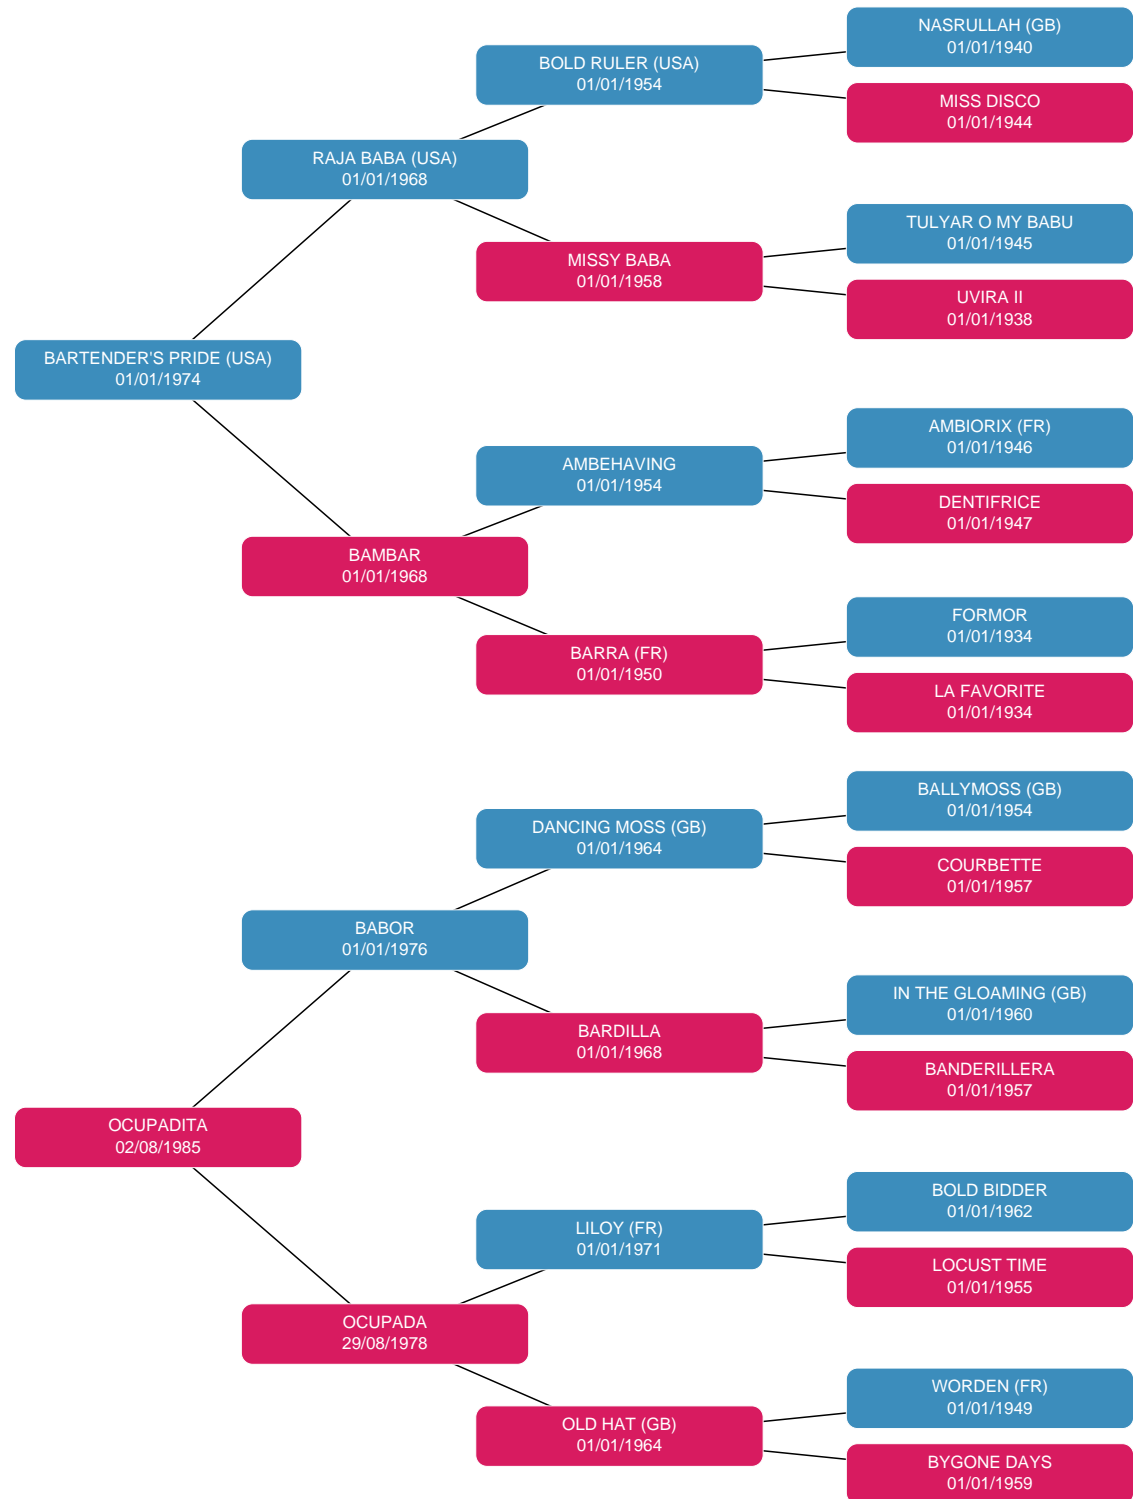 NASRULLAH (GB)
01/01/1940
BOLD RULER (USA)
01/01/1954
MISS DISCO
01/01/1944
RAJA BABA (USA)
01/01/1968
TULYAR O MY BABU
01/01/1945
MISSY BABA
01/01/1958
UVIRA II
01/01/1938
BARTENDER'S PRIDE (USA)
01/01/1974
AMBIORIX (FR)
01/01/1946
AMBEHAVING
01/01/1954
DENTIFRICE
01/01/1947
BAMBAR
01/01/1968
FORMOR
01/01/1934
BARRA (FR)
01/01/1950
LA FAVORITE
01/01/1934
BALLYMOSS (GB)
01/01/1954
DANCING MOSS (GB)
01/01/1964
COURBETTE
01/01/1957
BABOR
01/01/1976
IN THE GLOAMING (GB)
01/01/1960
BARDILLA
01/01/1968
BANDERILLERA
01/01/1957
OCUPADITA
02/08/1985
BOLD BIDDER
01/01/1962
LILOY (FR)
01/01/1971
LOCUST TIME
01/01/1955
OCUPADA
29/08/1978
WORDEN (FR)
01/01/1949
OLD HAT (GB)
01/01/1964
BYGONE DAYS
01/01/1959